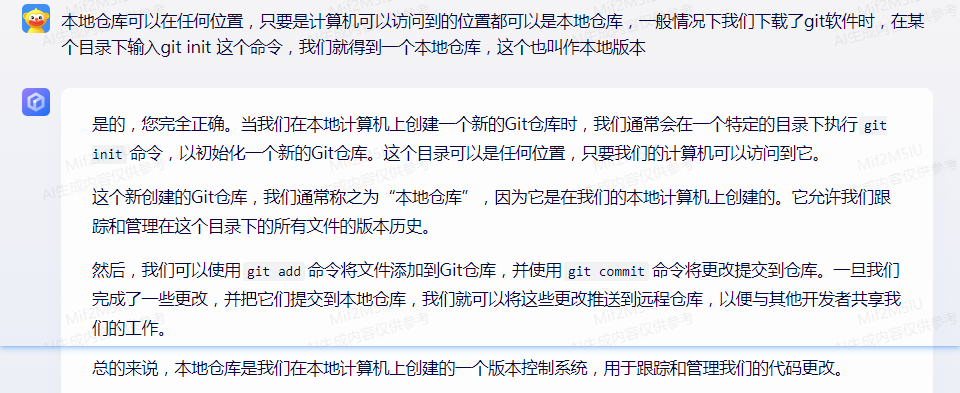 本地仓库可以在任何位置，只要是计算机可以访问到的位置都可以是本地仓库，一般情况下我们下载了git软件时，在某
个目录下输入git init 这个命令，我们就得到一个本地仓库，这个也叫作本地版本
是的，您完全正确。当我们在本地计算机上创建一个新的Git仓库时，我们通常会在一个特定的目录下执行 git
init 命令，以初始化一个新的Git仓库。这个目录可以是任何位置，只要我们的计算机可以访问到它。
这个新创建的Git仓库，我们通常称之为“本地仓库”，因为它是在我们的本地计算机上创建的。它允许我们跟
踪和管理在这个目录下的所有文件的版本历史。
然后，我们可以使用 git add 命令将文件添加到Git仓库，并使用 git commit 命令将更改提交到仓库。一旦我们
完成了一些更改，并把它们提交到本地仓库，我们就可以将这些更改推送到远程仓库，以便与其他开发者共享我
们的工作。
总的来说，本地仓库是我们在本地计算机上创建的一个版本控制系统，用于跟踪和管理我们的代码更改。